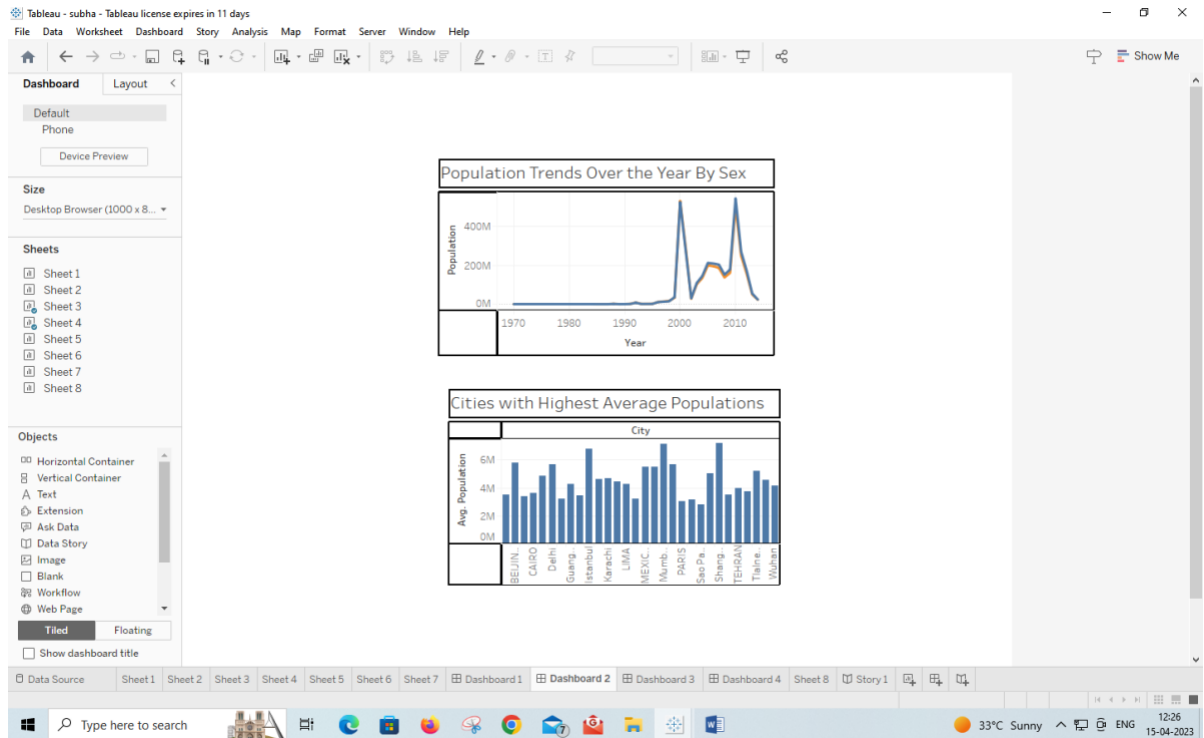 Tableau - subha - Tableau license expires in 11 days
File Data Worksheet Dashboard Story Analysis Map Format Server Window Help
Show Me
Dashboard Layout
Default
Phone
Device Preview
Size
Desktop Browser (1000 x 8...
Sheets
Sheet 1
Sheet 2
Sheet 3
Sheet 4
Sheet 5
Sheet 6
Sheet 7
Sheet 8
Objects
Horizontal Container
Vertical Container
A Text
Extension
Ask Data
Data Story
Image
Blank
Workflow
Web Page
Tiled Floating
Show dashboard title
Population Trends Over the Year By Sex
Population
400M
200M
0M
1970 1980 1990 2000 2010
Year
Cities with Highest Average Populations
City
Avg. Population
6M
4M
2M
0M
BEIJIN.. CAIRO Delhi Guang.. Istanbul Karachi LIMA MEXIC.. Mumb.. PARIS Sao Pa.. Shang.. TEHRAN Tianje.. Wuhan
Data Source Sheet 1 Sheet 2 Sheet 3 Sheet 4 Sheet 5 Sheet 6 Sheet 7 Dashboard 1 Dashboard 2 Dashboard 3 Dashboard 4 Sheet 8 Story 1
Type here to search
7
33°C Sunny
ENG
12:26
15-04-2023